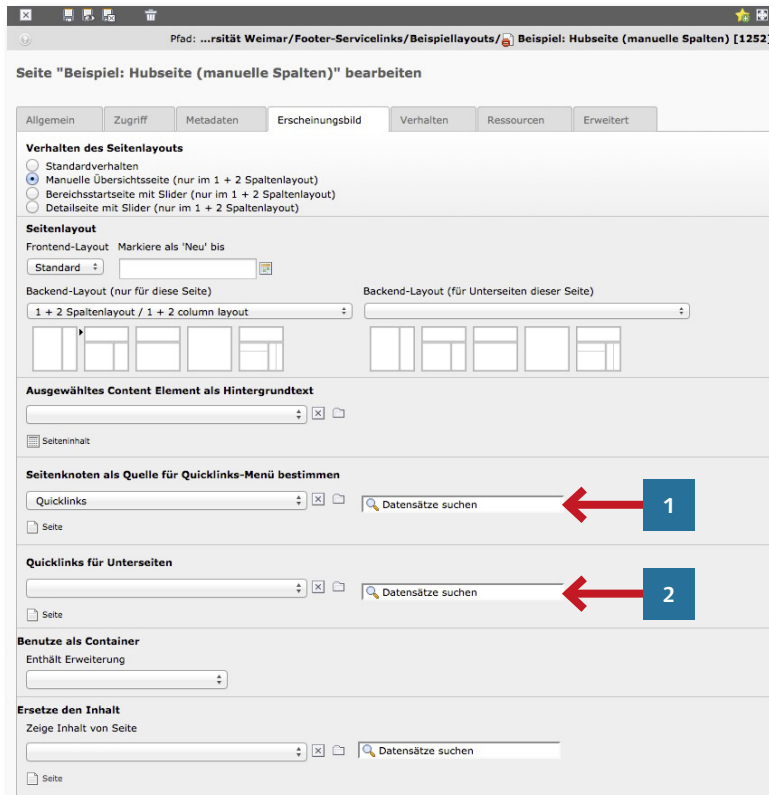 Pfad: ...rsität Weimar/Footer-Servicelinks/Beispiellayouts/ Beispiel: Hubseite (manuelle Spalten) [1252]
Seite "Beispiel: Hubseite (manuelle Spalten)" bearbeiten
Allgemein Zugriff Metadaten Erscheinungsbild Verhalten Ressourcen Erweitert
Verhalten des Seitenlayouts
Standardverhalten
Manuelle Übersichtsseite (nur im 1 + 2 Spaltenlayout)
Bereichsstartseite mit Slider (nur im 1 + 2 Spaltenlayout)
Detailseite mit Slider (nur im 1 + 2 Spaltenlayout)
Seitenlayout
Frontend-Layout Markiere als 'Neu' bis
Standard
Backend-Layout (nur für diese Seite) Backend-Layout (für Unterseiten dieser Seite)
1 + 2 Spaltenlayout / 1 + 2 column layout
Ausgewähltes Content Element als Hintergrundtext
Seiteninhalt
Seitenknoten als Quelle für Quicklinks-Menü bestimmen
Quicklinks Datensätze suchen 1
Seite
Quicklinks für Unterseiten
Datensätze suchen 2
Seite
Benutze als Container
Enthält Erweiterung
Ersetze den Inhalt
Zeige Inhalt von Seite
Datensätze suchen
Seite